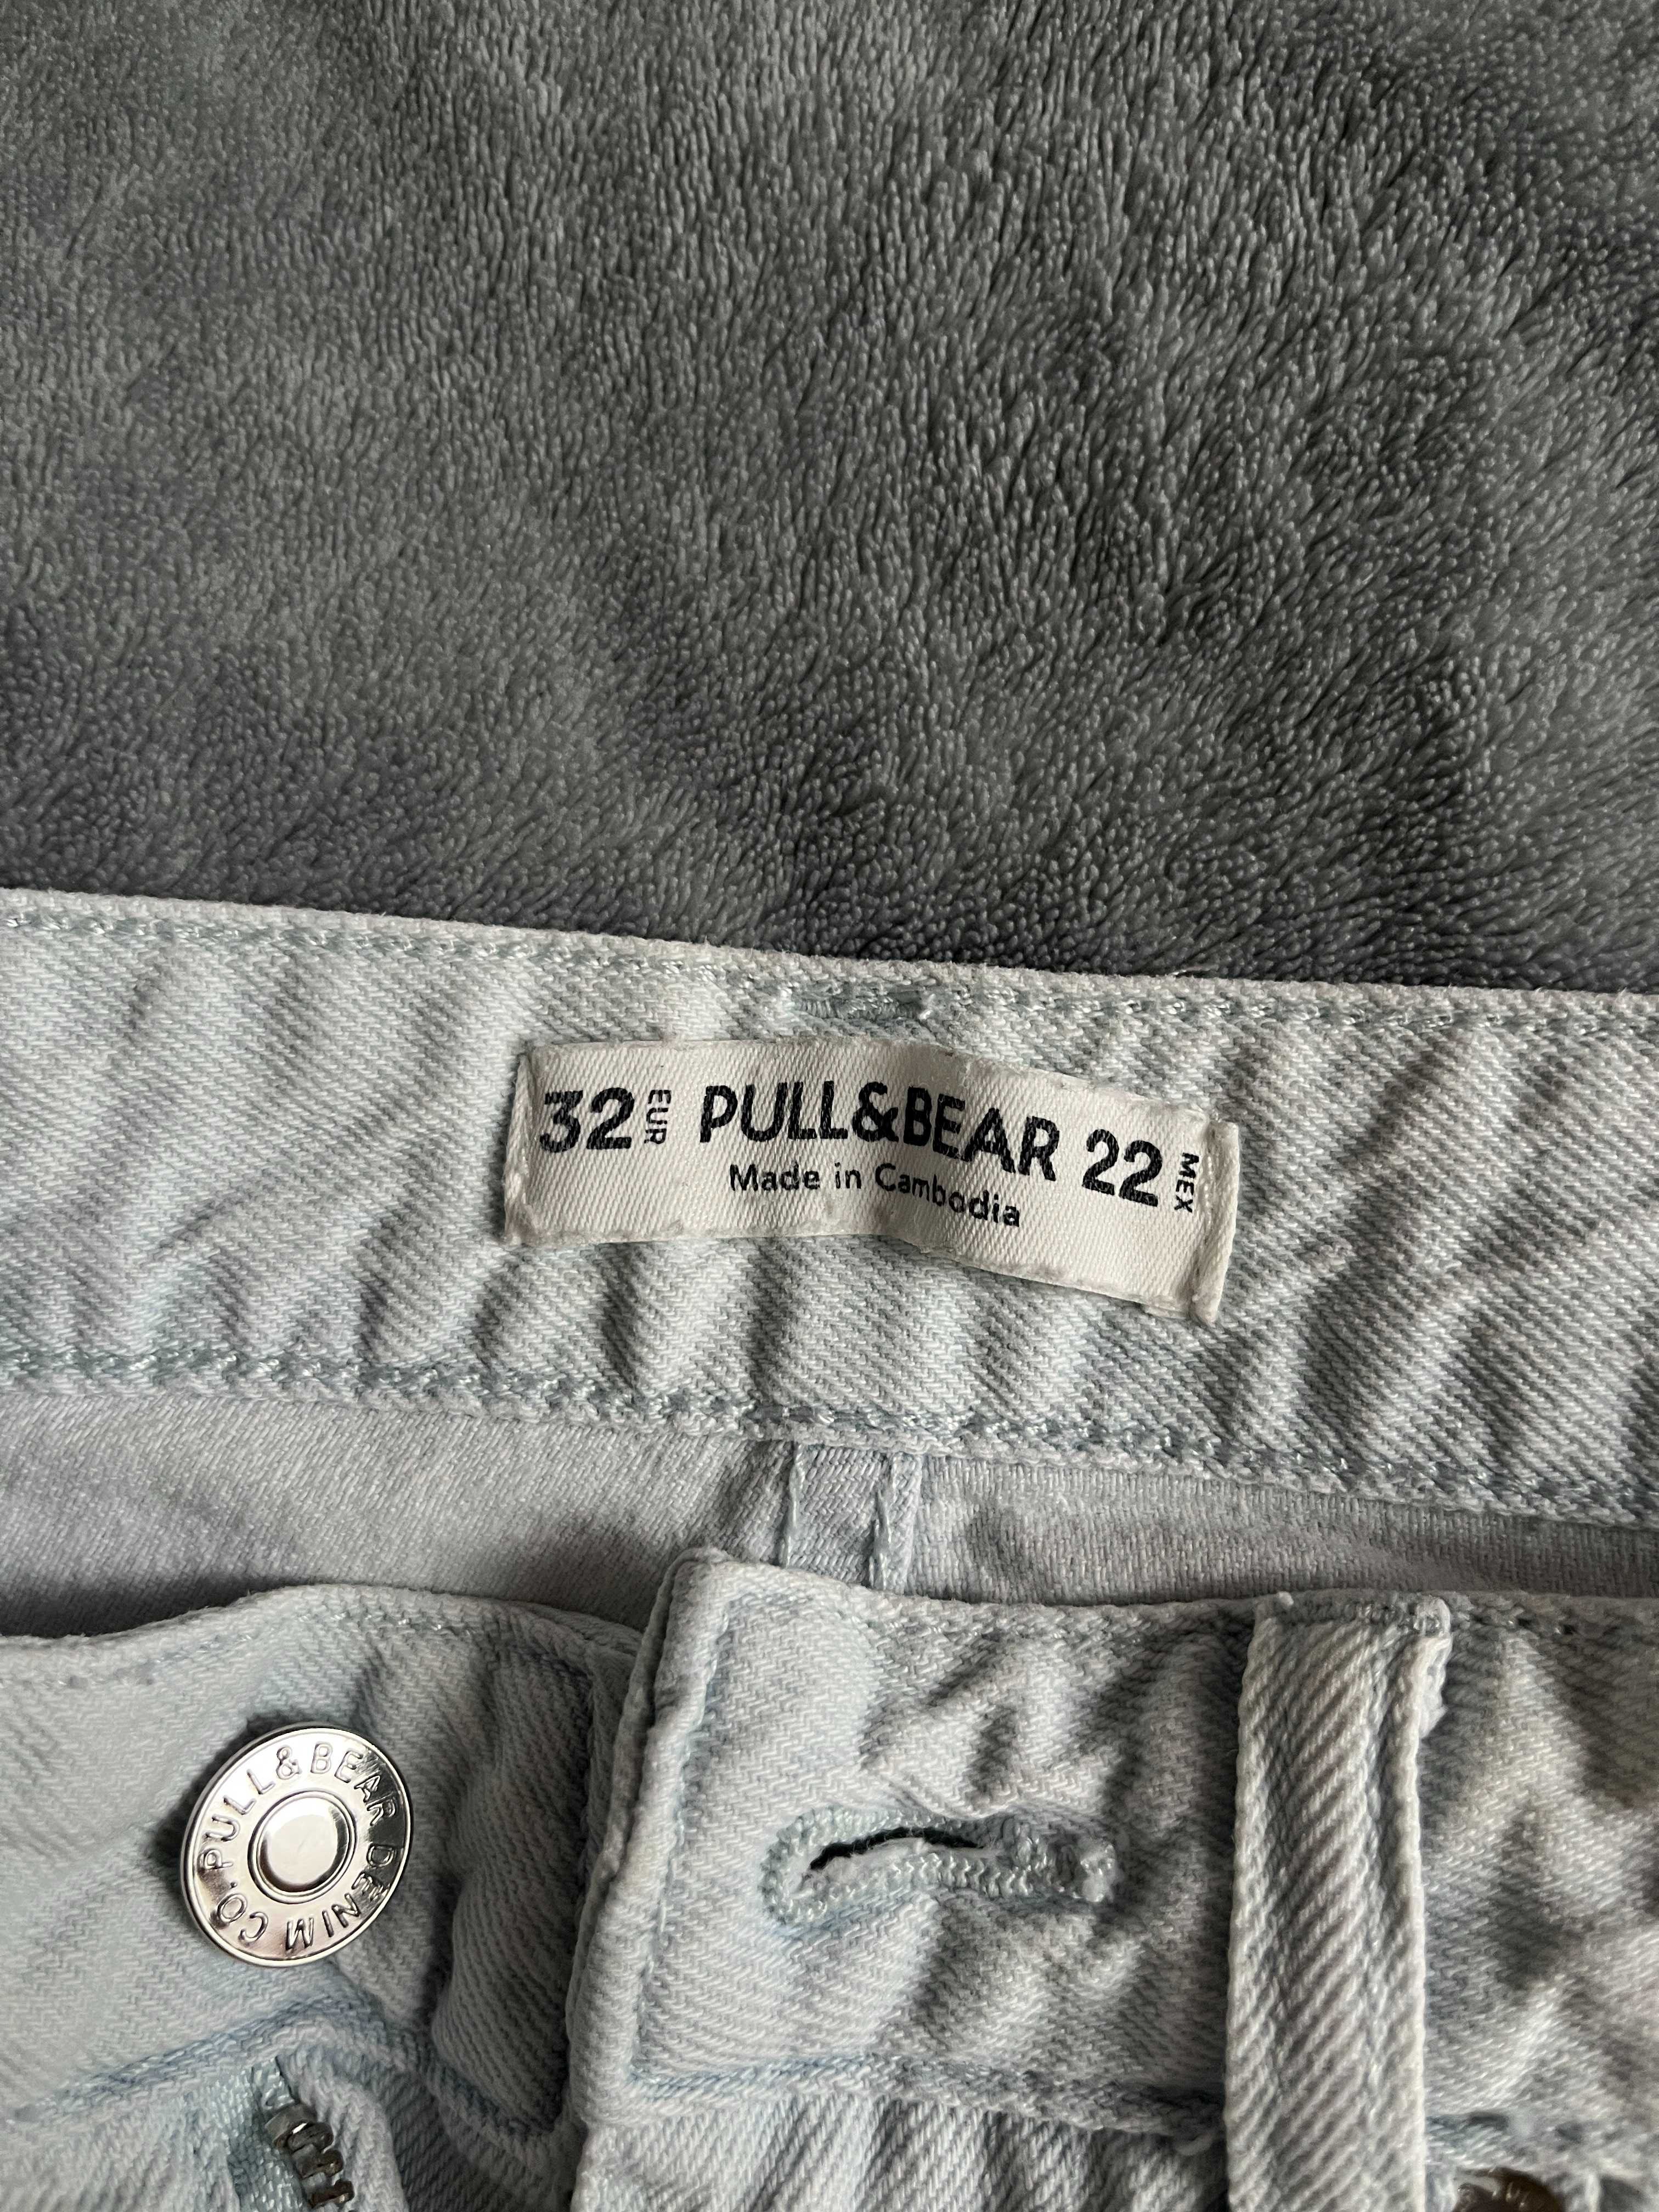 32 EUR PULL&BEAR 22 MEX
Made in Cambodia
PULL&BEAR DENIM CO.